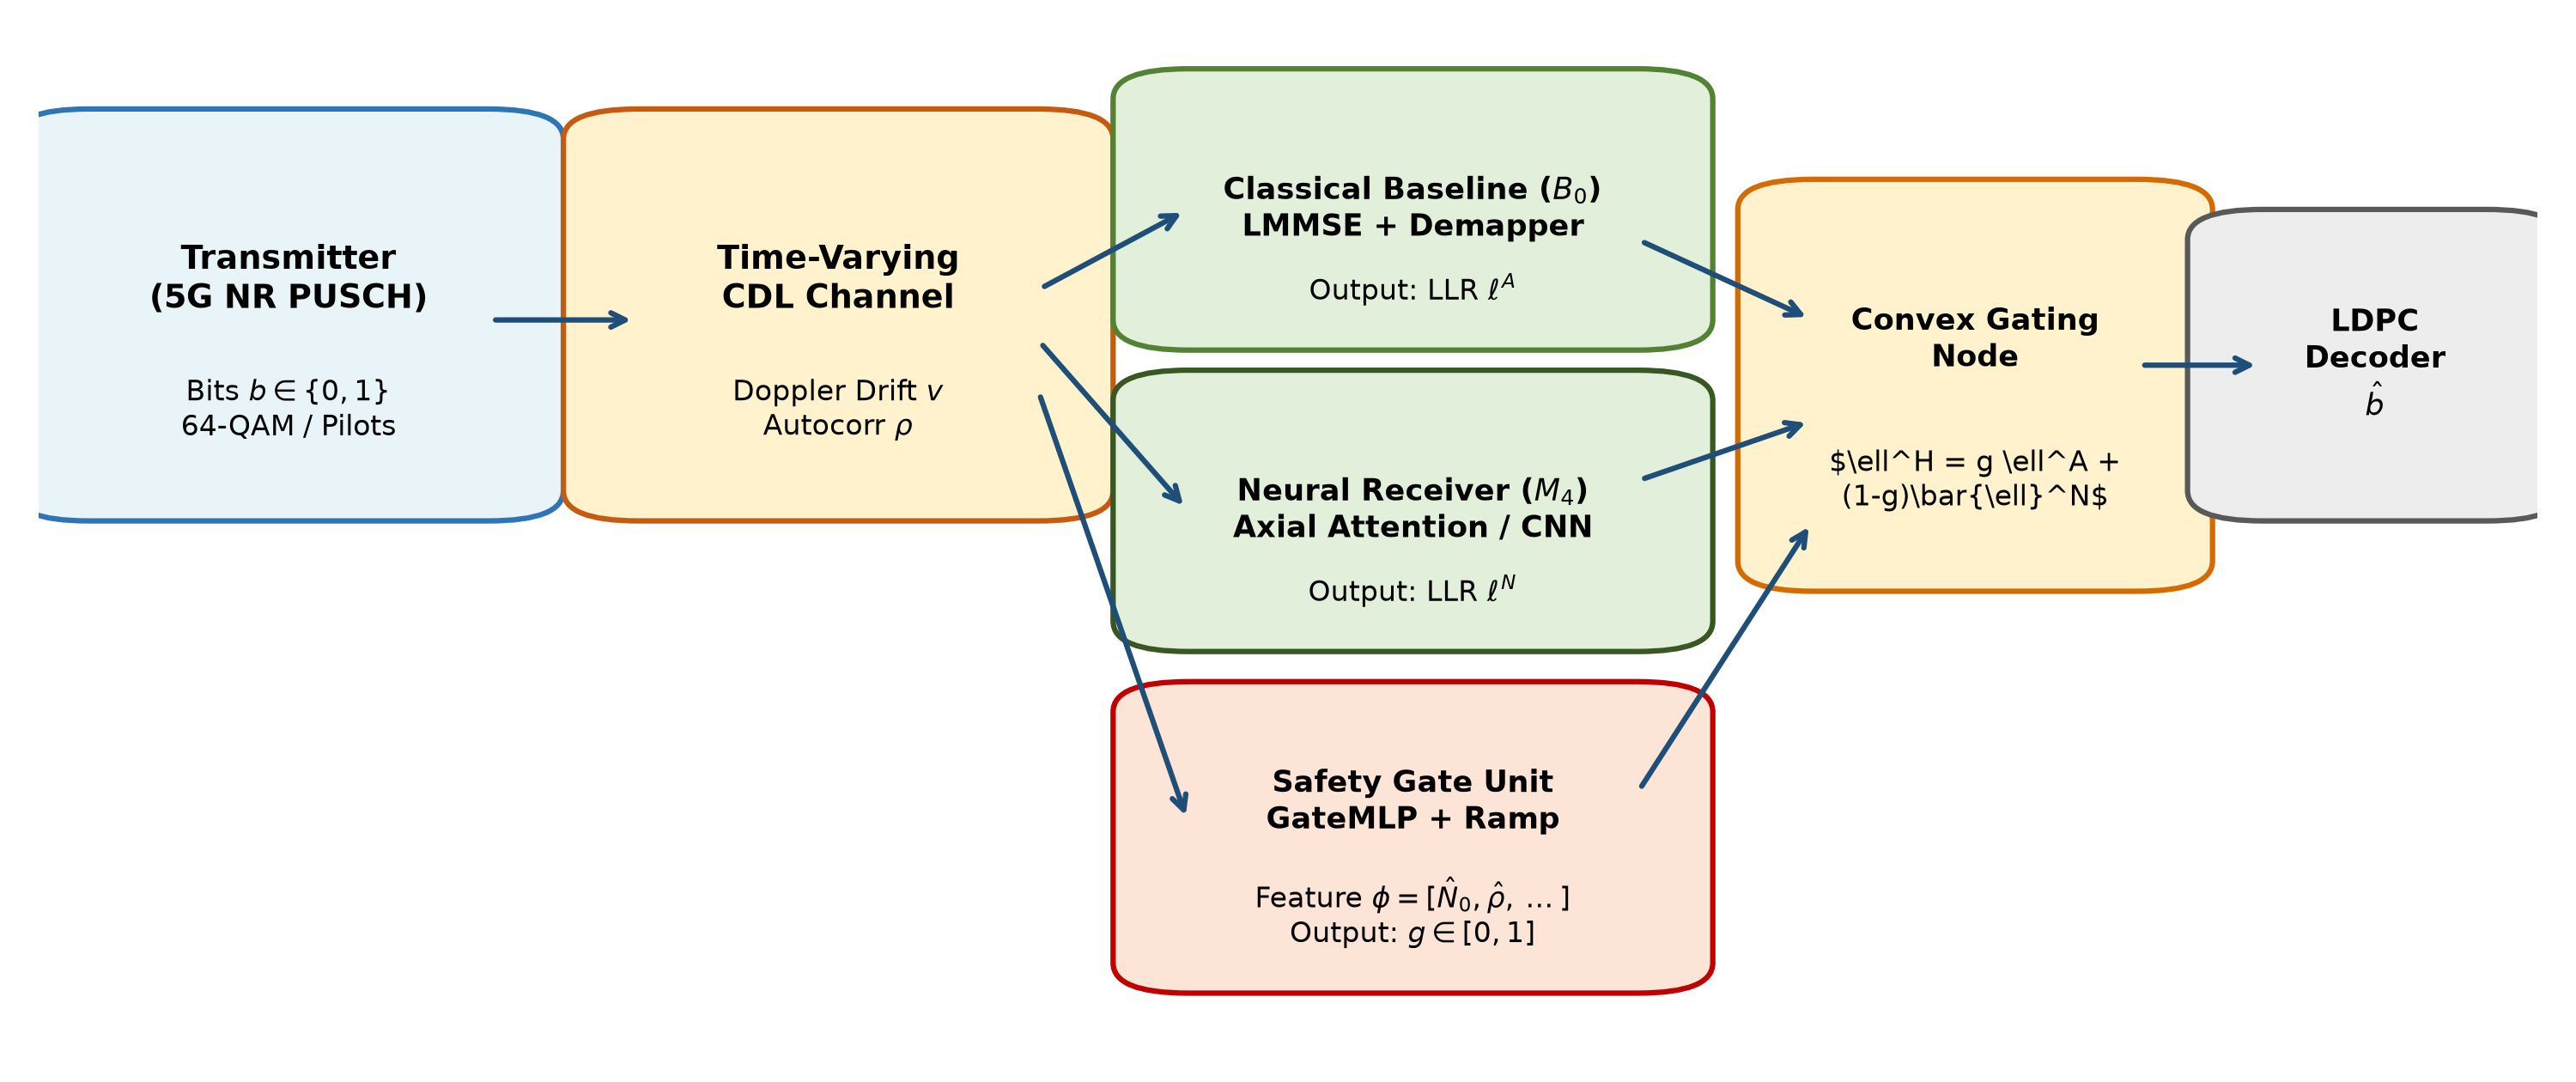 Transmitter
(5G NR PUSCH)
Bits b ∈ {0, 1}
64-QAM / Pilots
Time-Varying
CDL Channel
Doppler Drift v
Autocorr ρ
Classical Baseline (B₀)
LMMSE + Demapper
Output: LLR ℓᴬ
Neural Receiver (M₄)
Axial Attention / CNN
Output: LLR ℓᴺ
Safety Gate Unit
GateMLP + Ramp
Feature ϕ = [N̂₀, ρ̂, … ]
Output: g ∈ [0, 1]
Convex Gating
Node
$\ell^H = g \ell^A +
(1-g)\bar{\ell}^N$
LDPC
Decoder
b̂